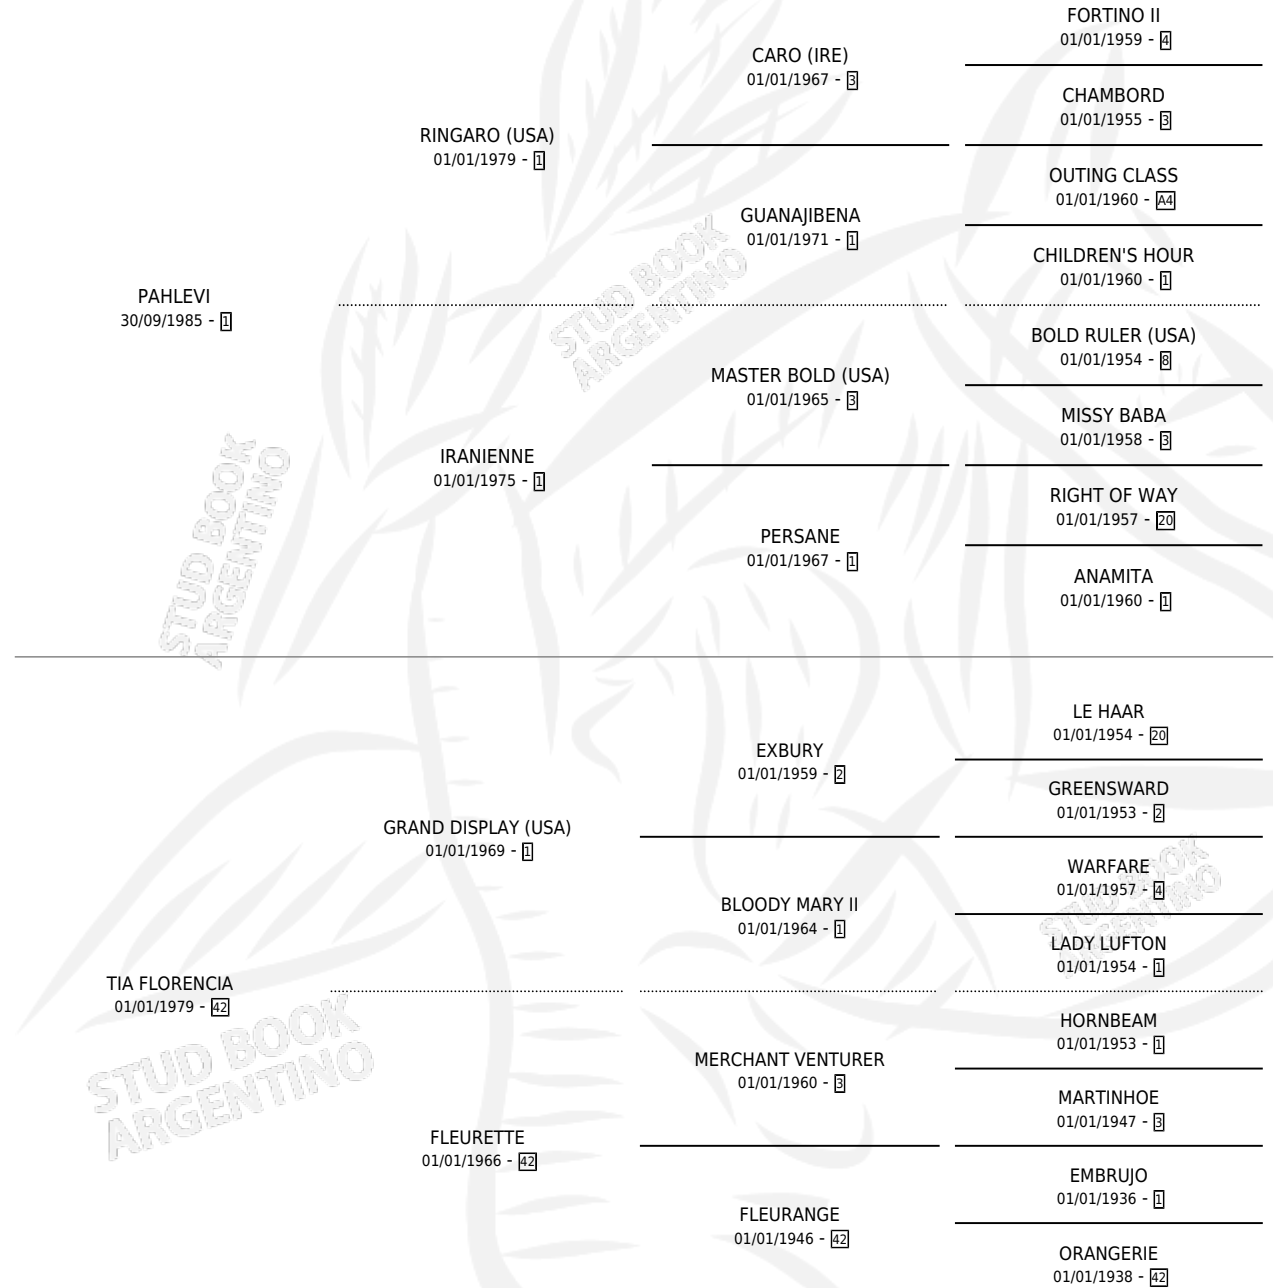 FORTINO II
01/01/1959 - 4
CARO (IRE)
01/01/1967 - 3
CHAMBORD
01/01/1955 - 3
RINGARO (USA)
01/01/1979 - 1
OUTING CLASS
01/01/1960 - A4
GUANAJIBENA
01/01/1971 - 1
CHILDREN'S HOUR
01/01/1960 - 1
PAHLEVI
30/09/1985 - 1
BOLD RULER (USA)
01/01/1954 - 8
MASTER BOLD (USA)
01/01/1965 - 3
MISSY BABA
01/01/1958 - 3
IRANIENNE
01/01/1975 - 1
RIGHT OF WAY
01/01/1957 - 20
PERSANE
01/01/1967 - 1
ANAMITA
01/01/1960 - 1
STUD BOOK
ARGENTINO
STUD BOOK
ARGENTINO
LE HAAR
01/01/1954 - 20
EXBURY
01/01/1959 - 2
GREENSWARD
01/01/1953 - 2
GRAND DISPLAY (USA)
01/01/1969 - 1
WARFARE
01/01/1957 - 4
BLOODY MARY II
01/01/1964 - 1
LADY LUFTON
01/01/1954 - 1
STUD BOOK
ARGENTINO
TIA FLORENCIA
01/01/1979 - 42
HORNBEAM
01/01/1953 - 1
MERCHANT VENTURER
01/01/1960 - 3
MARTINHOE
01/01/1947 - 3
STUD BOOK
ARGENTINO
FLEURETTE
01/01/1966 - 42
EMBRUJO
01/01/1936 - 1
FLEURANGE
01/01/1946 - 42
ORANGERIE
01/01/1938 - 42